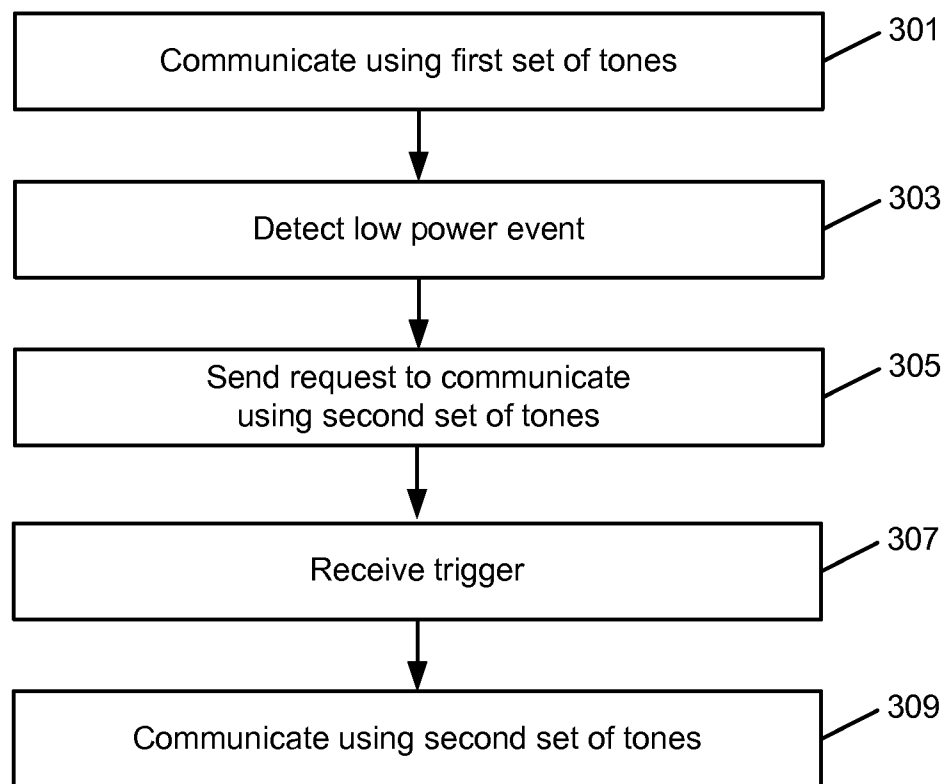 Communicate using first set of tones
301
Detect low power event
303
Send request to communicate
using second set of tones
305
Receive trigger
307
Communicate using second set of tones
309